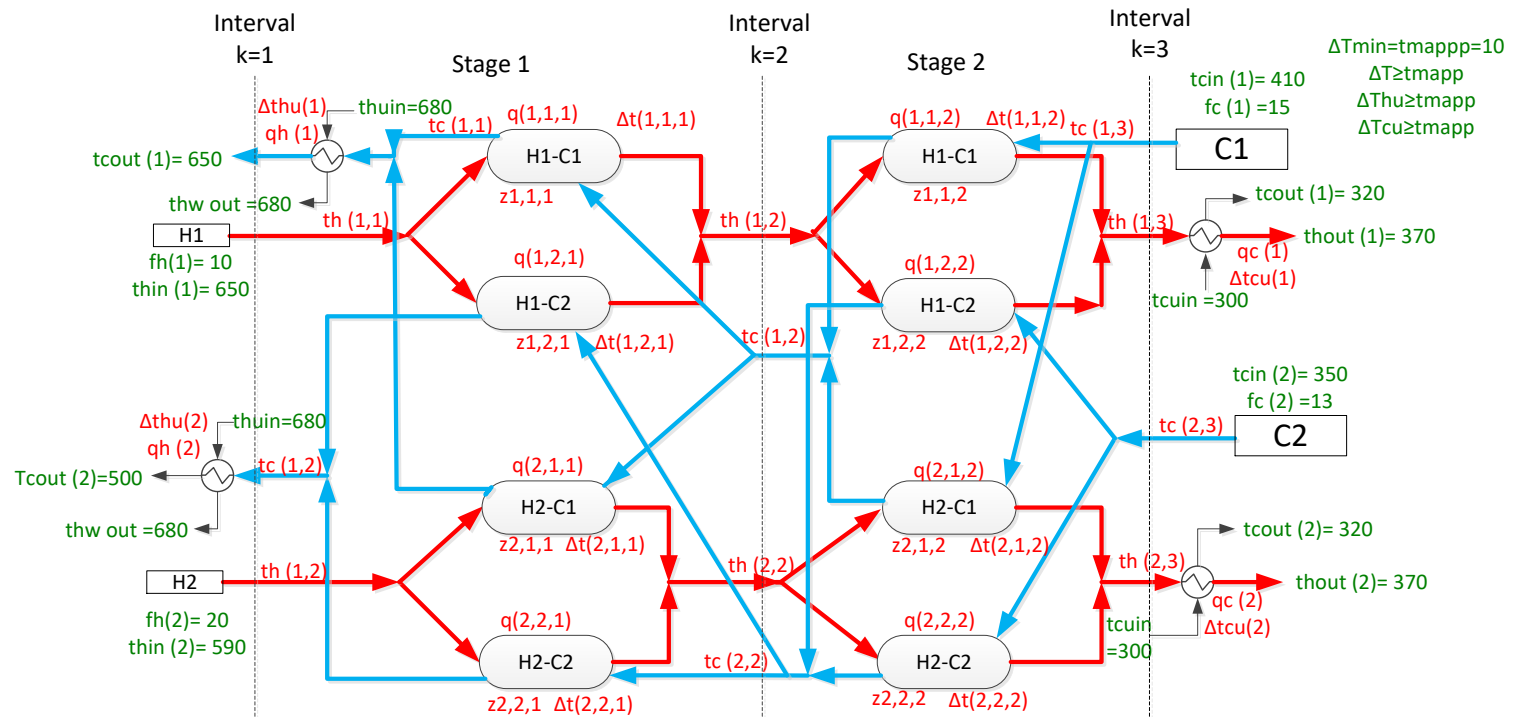 Interval
k=1
Stage 1
Interval
k=2
Stage 2
Interval
k=3
ΔTmin=tmappp=10
ΔT≥tmapp
ΔThu≥tmapp
ΔTcu≥tmapp
Δthu(1)
qh (1)
thuin=680
tc (1,1)
q(1,1,1)
Δt(1,1,1)
H1-C1
z1,1,1
q(1,1,2)
Δt(1,1,2)
tc (1,3)
H1-C1
z1,1,2
tcin (1)= 410
fc (1) =15
C1
tcout (1)= 650
thw out =680
th (1,1)
H1
fh(1)= 10
thin (1)= 650
th (1,2)
th (1,3)
tcout (1)= 320
thout (1)= 370
qc (1)
Δtcu(1)
tcuin =300
q(1,2,1)
H1-C2
z1,2,1
Δt(1,2,1)
tc (1,2)
q(1,2,2)
H1-C2
z1,2,2
Δt(1,2,2)
tcin (2)= 350
fc (2) =13
C2
tc (2,3)
Δthu(2)
qh (2)
thuin=680
tc (1,2)
Tcout (2)=500
thw out =680
q(2,1,1)
H2-C1
z2,1,1
Δt(2,1,1)
q(2,1,2)
H2-C1
z2,1,2
Δt(2,1,2)
H2
th (1,2)
fh(2)= 20
thin (2)= 590
th (2,2)
th (2,3)
tcout (2)= 320
thout (2)= 370
qc (2)
Δtcu(2)
tcuin
=300
q(2,2,1)
H2-C2
z2,2,1
Δt(2,2,1)
tc (2,2)
q(2,2,2)
H2-C2
z2,2,2
Δt(2,2,2)